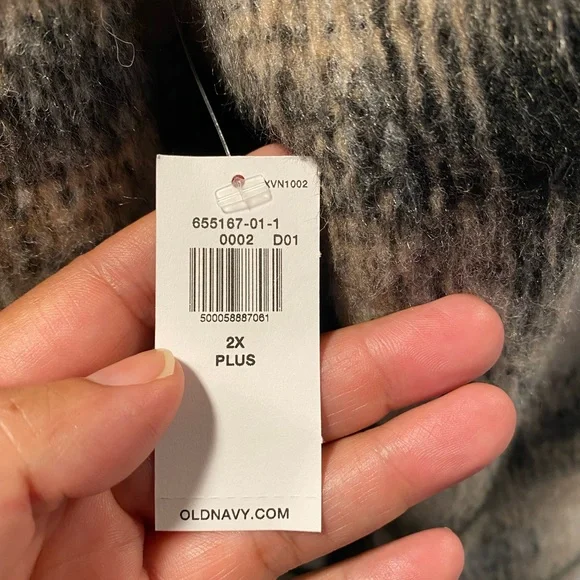 XVN1002
655167-01-1
0002 D01
500058887061
2X
PLUS
OLDNAVY.COM